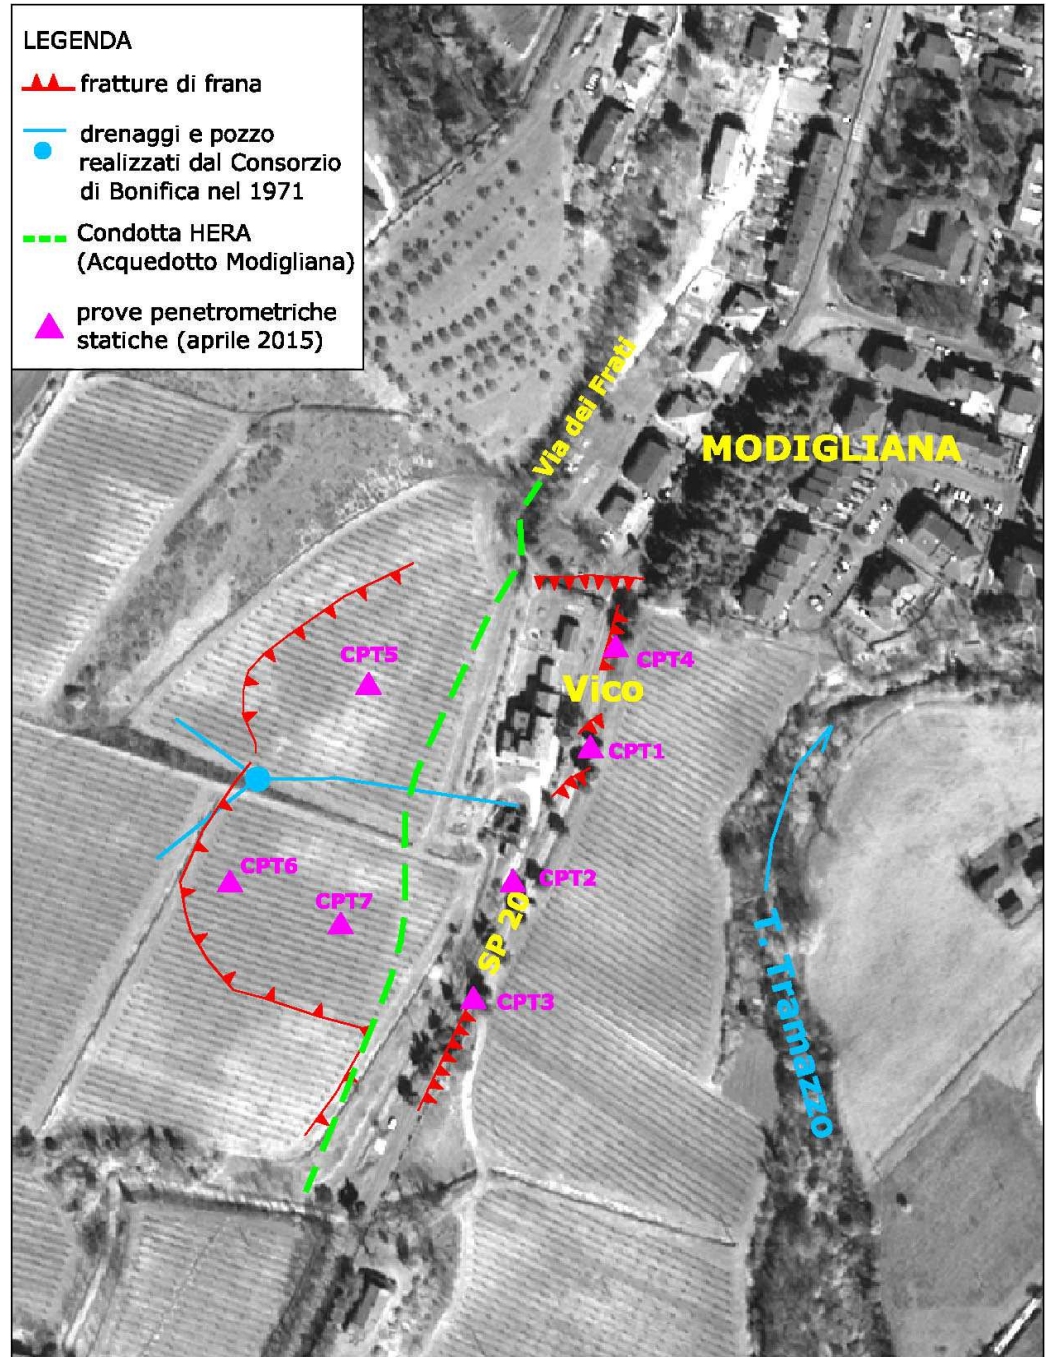 LEGENDA
fratture di frana
drenaggi e pozzo
realizzati dal Consorzio
di Bonifica nel 1971
Condotta HERA
(Acquedotto Modigliana)
prove penetrometriche
statiche (aprile 2015)
Via dei Frati
MODIGLIANA
CPT5
CPT4
Vico
CPT1
CPT6
CPT2
CPT7
SP 20
CPT3
T. Tramazzo